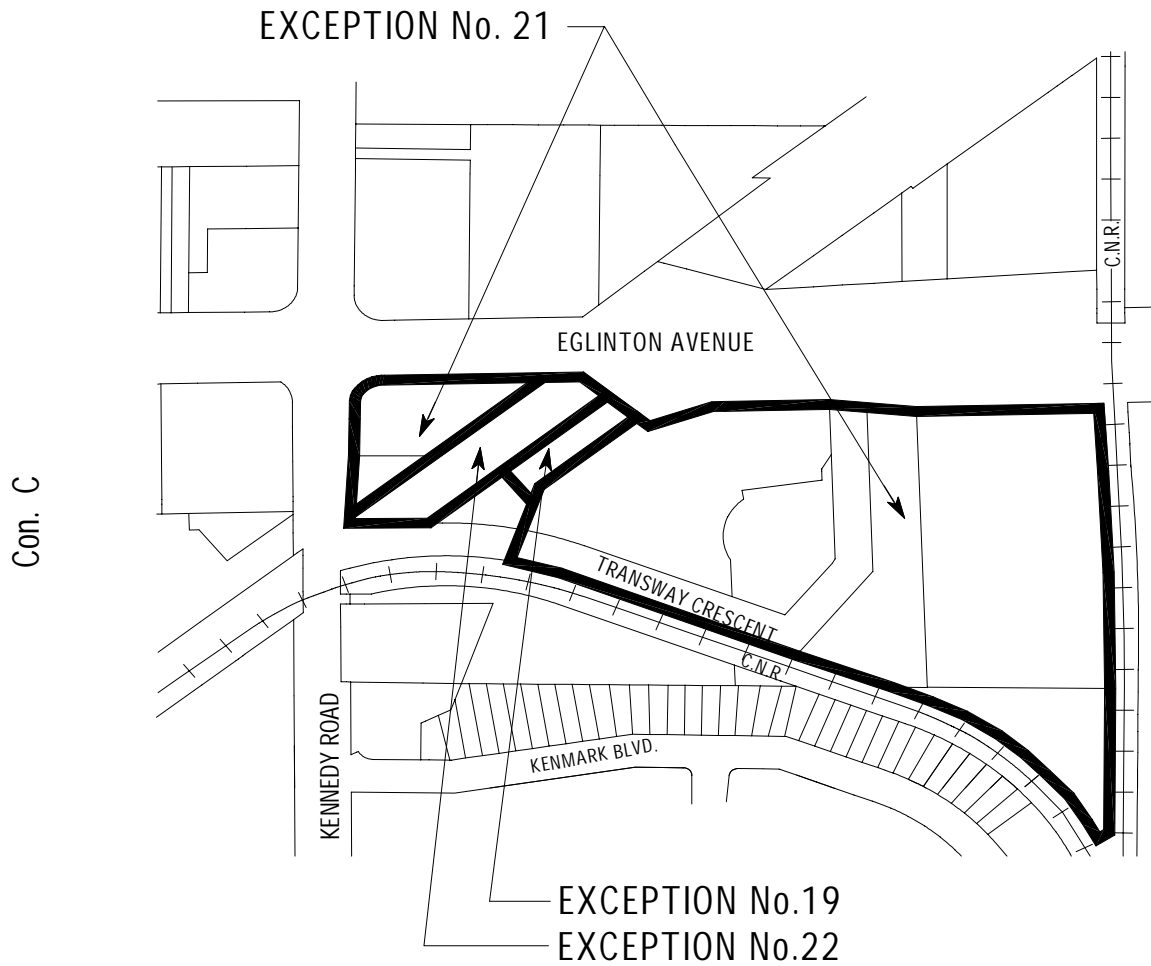 EXCEPTION No. 21
C.N.R.
EGLINTON AVENUE
Con. C
TRANSWAY CRESCENT
C.N.R
KENNEDY ROAD
KENMARK BLVD.
EXCEPTION No.19
EXCEPTION No.22